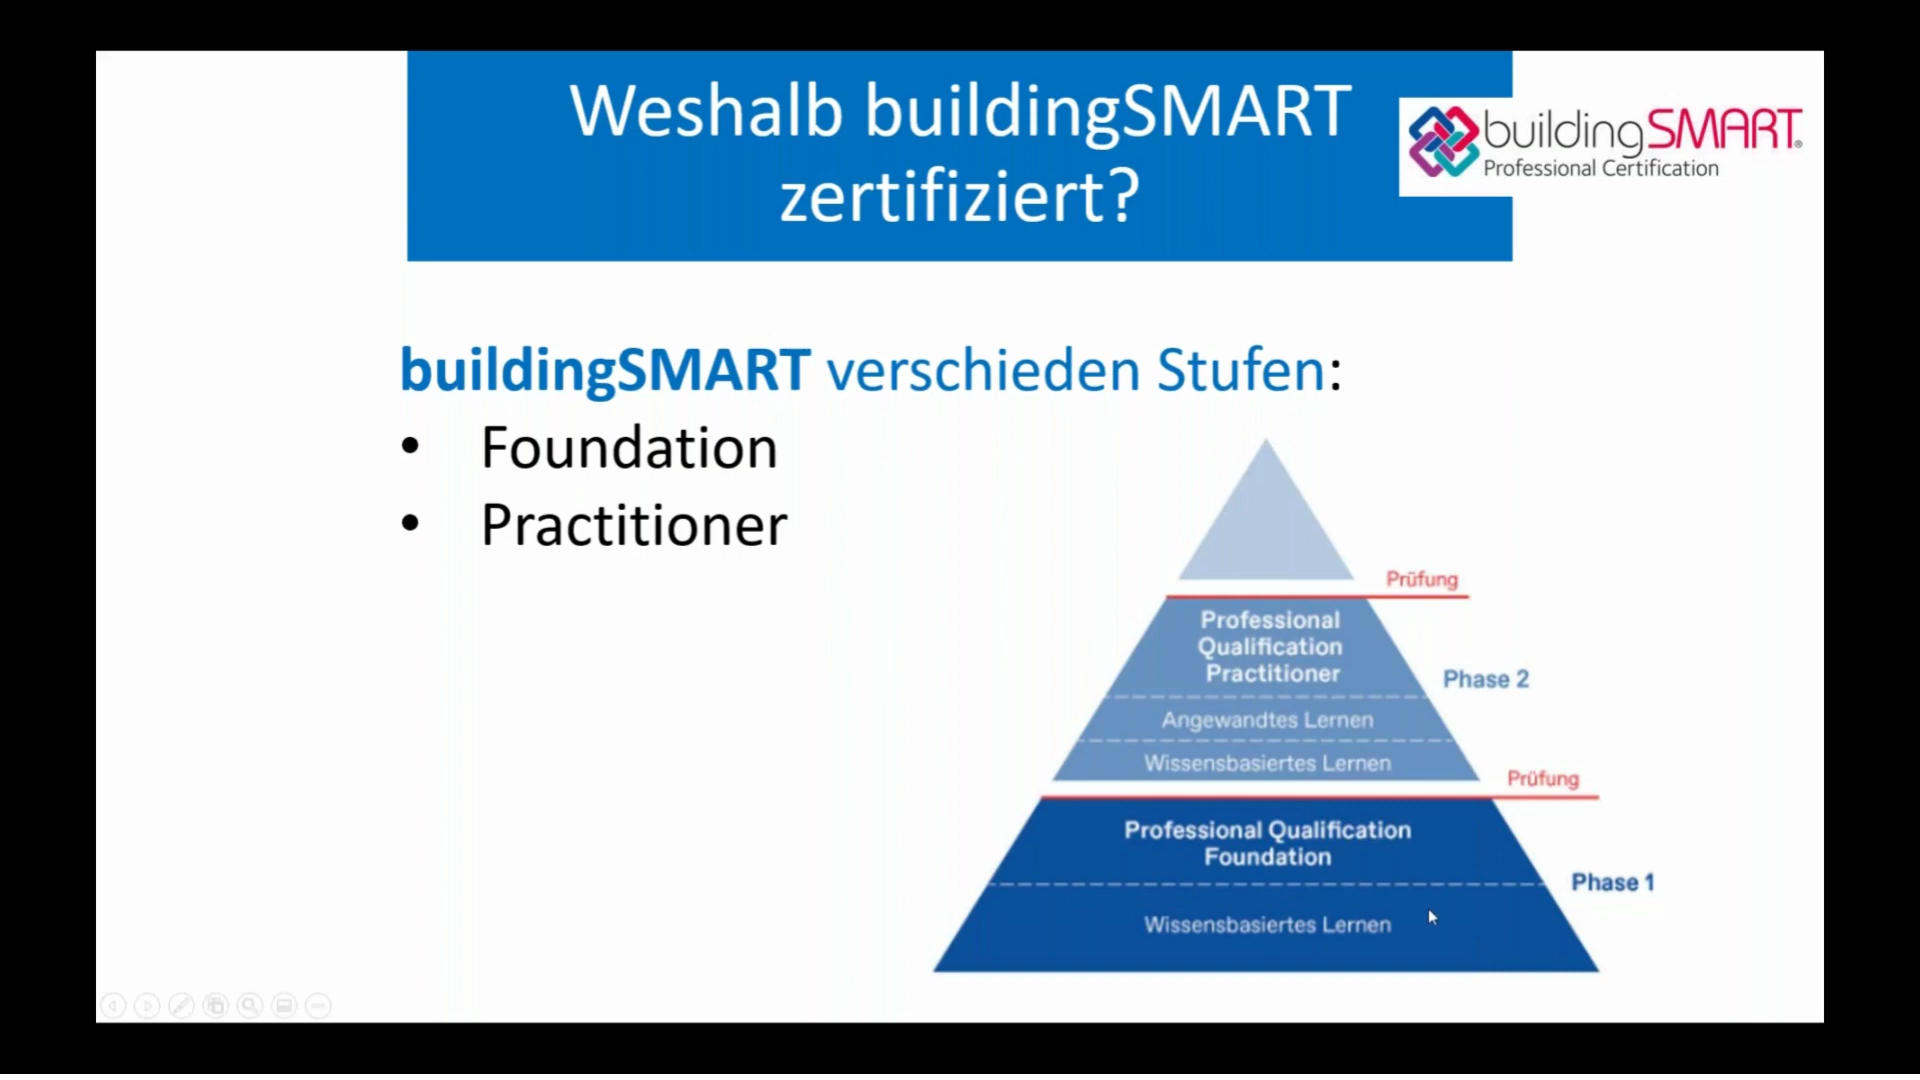 Weshalb buildingSMART
zertifiziert?
buildingSMART®
Professional Certification
buildingSMART verschieden Stufen:
• Foundation
• Practitioner
Prüfung
Professional
Qualification
Practitioner
Phase 2
Angewandtes Lernen
Wissensbasiertes Lernen
Prüfung
Professional Qualification
Foundation
Phase 1
Wissensbasiertes Lernen